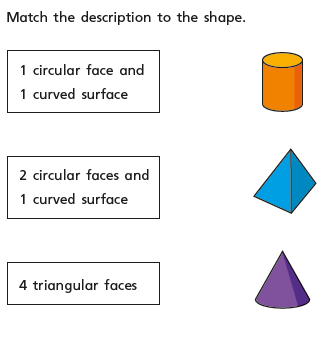 Match the description to the shape.
1 circular face and
1 curved surface
2 circular faces and
1 curved surface
4 triangular faces